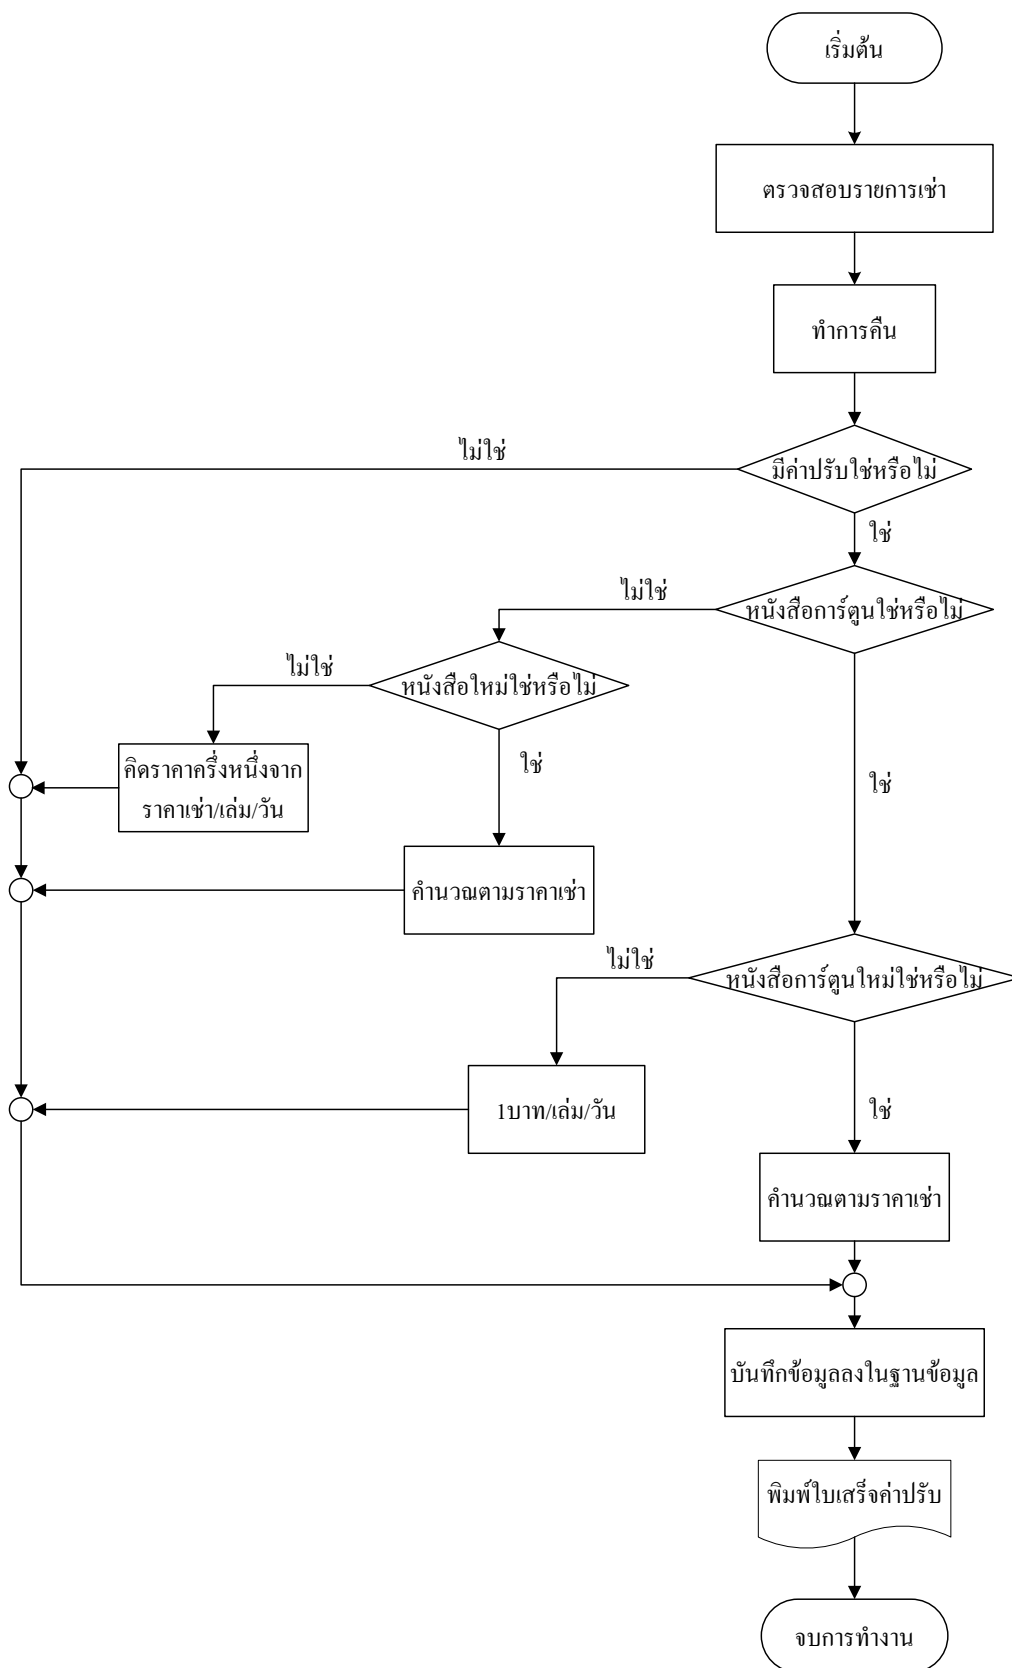 เริ่มต้น
ตรวจสอบรายการเช่า
ทำการคืน
ไม่ใช่
มีค่าปรับใช่หรือไม่
ใช่
ไม่ใช่
หนังสือการ์ตูนใช่หรือไม่
ไม่ใช่
หนังสือใหม่ใช่หรือไม่
ใช่
ใช่
คิดราคาครึ่งหนึ่งจาก
ราคาเช่า/เล่ม/วัน
คำนวณตามราคาเช่า
ไม่ใช่
หนังสือการ์ตูนใหม่ใช่หรือไม่
1บาท/เล่ม/วัน
ใช่
คำนวณตามราคาเช่า
บันทึกข้อมูลลงในฐานข้อมูล
พิมพ์ใบเสร็จค่าปรับ
จบการทำงาน